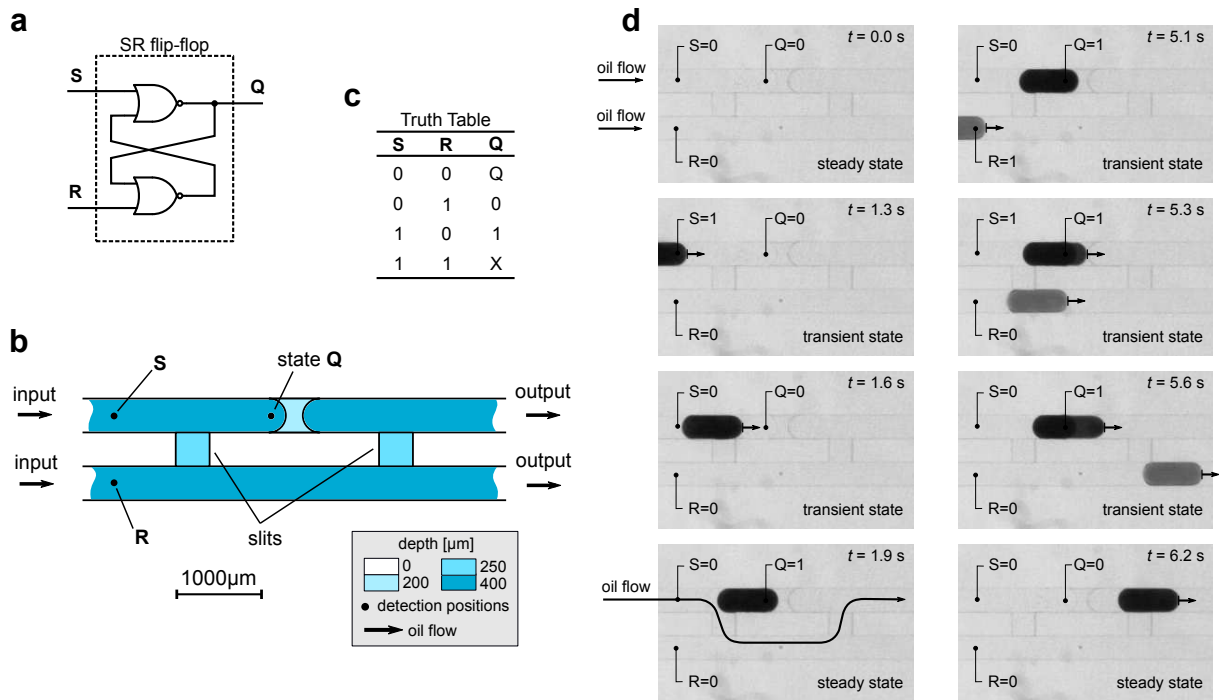 a
SR flip-flop
S
Q
R
c
Truth Table
S R Q
0 0 Q
0 1 0
1 0 1
1 1 X
b
S
state Q
input
output
input
output
R
slits
1000µm
depth [µm]
0 250
200 400
detection positions
oil flow
d
S=0 Q=0 t = 0.0 s
oil flow
oil flow
R=0
steady state
S=0 Q=1 t = 5.1 s
R=1
transient state
S=1 Q=0 t = 1.3 s
R=0
transient state
S=1 Q=1 t = 5.3 s
R=0
transient state
S=0 Q=0 t = 1.6 s
R=0
transient state
S=0 Q=1 t = 5.6 s
R=0
transient state
S=0 Q=1 t = 1.9 s
oil flow
R=0
S=0 Q=0 t = 6.2 s
R=0
steady state